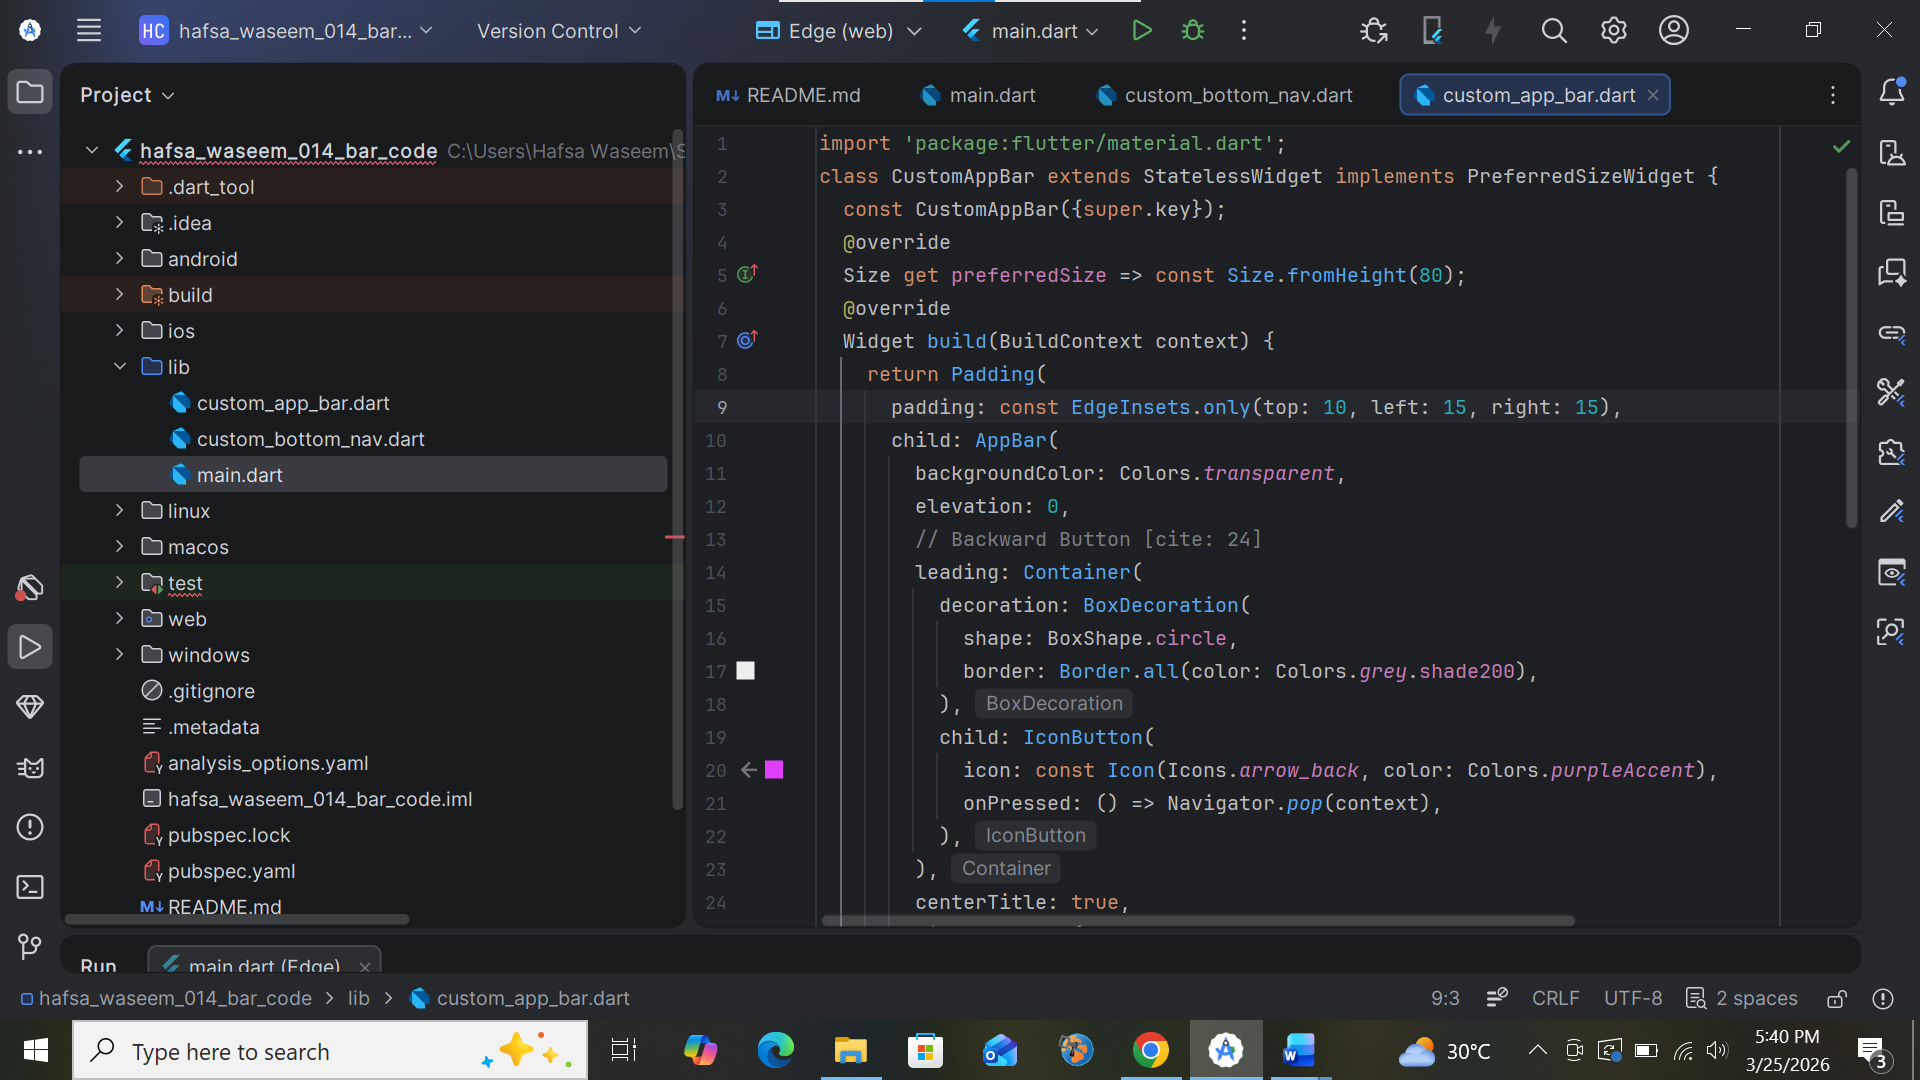 HC hafsa_waseem_014_bar... Version Control Edge (web) main.dart
Project
README.md main.dart custom_bottom_nav.dart custom_app_bar.dart
hafsa_waseem_014_bar_code C:\Users\Hafsa Waseem\S
.dart_tool
.idea
android
build
ios
lib
custom_app_bar.dart
custom_bottom_nav.dart
main.dart
linux
macos
test
web
windows
.gitignore
.metadata
analysis_options.yaml
hafsa_waseem_014_bar_code.iml
pubspec.lock
pubspec.yaml
M↓ README.md
1 import 'package:flutter/material.dart';
2 class CustomAppBar extends StatelessWidget implements PreferredSizeWidget {
3 const CustomAppBar({super.key});
4 @override
5 Size get preferredSize => const Size.fromHeight(80);
6 @override
7 Widget build(BuildContext context) {
8 return Padding(
9 padding: const EdgeInsets.only(top: 10, left: 15, right: 15),
10 child: AppBar(
11 backgroundColor: Colors.transparent,
12 elevation: 0,
13 // Backward Button [cite: 24]
14 leading: Container(
15 decoration: BoxDecoration(
16 shape: BoxShape.circle,
17 border: Border.all(color: Colors.grey.shade200),
18 ), BoxDecoration
19 child: IconButton(
20 icon: const Icon(Icons.arrow_back, color: Colors.purpleAccent),
21 onPressed: () => Navigator.pop(context),
22 ), IconButton
23 ), Container
24 centerTitle: true,
Run main.dart (Edge)
hafsa_waseem_014_bar_code > lib > custom_app_bar.dart 9:3 CRLF UTF-8 2 spaces
Type here to search
30°C
5:40 PM
3/25/2026
3